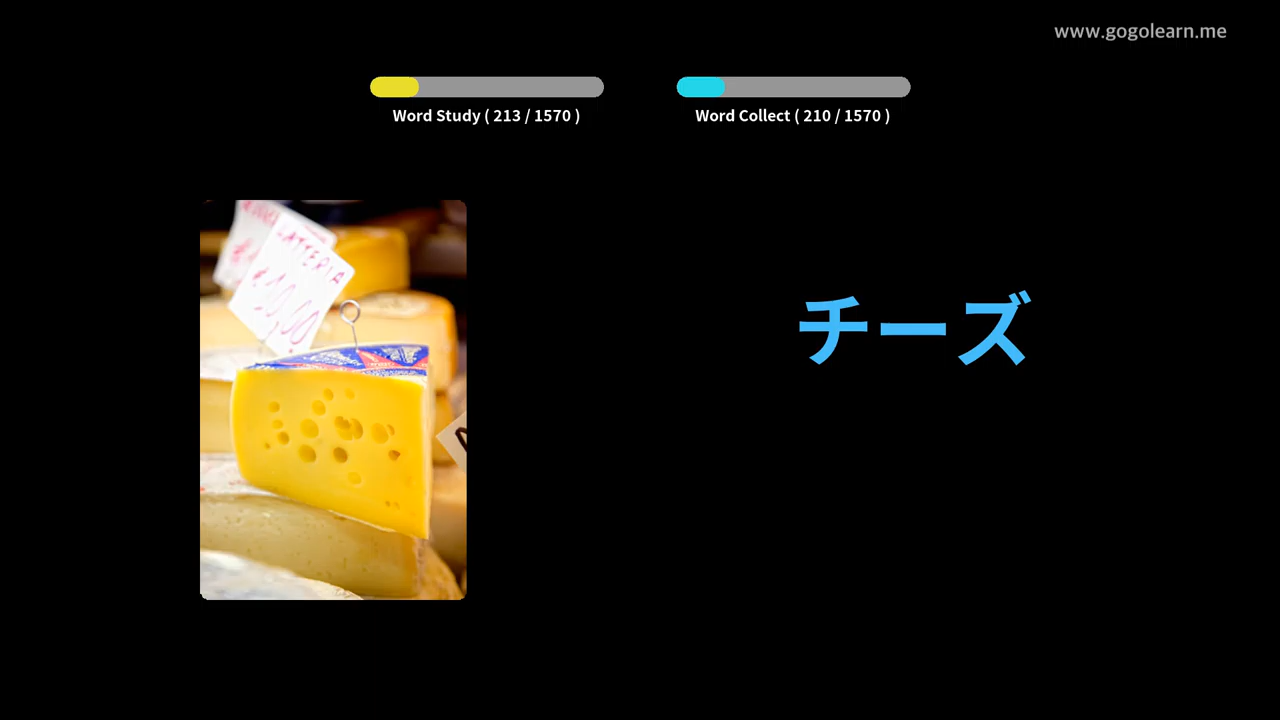 www.gogolearn.me
Word Study ( 213 / 1570 )
Word Collect ( 210 / 1570 )
LATTERIA
チーズ